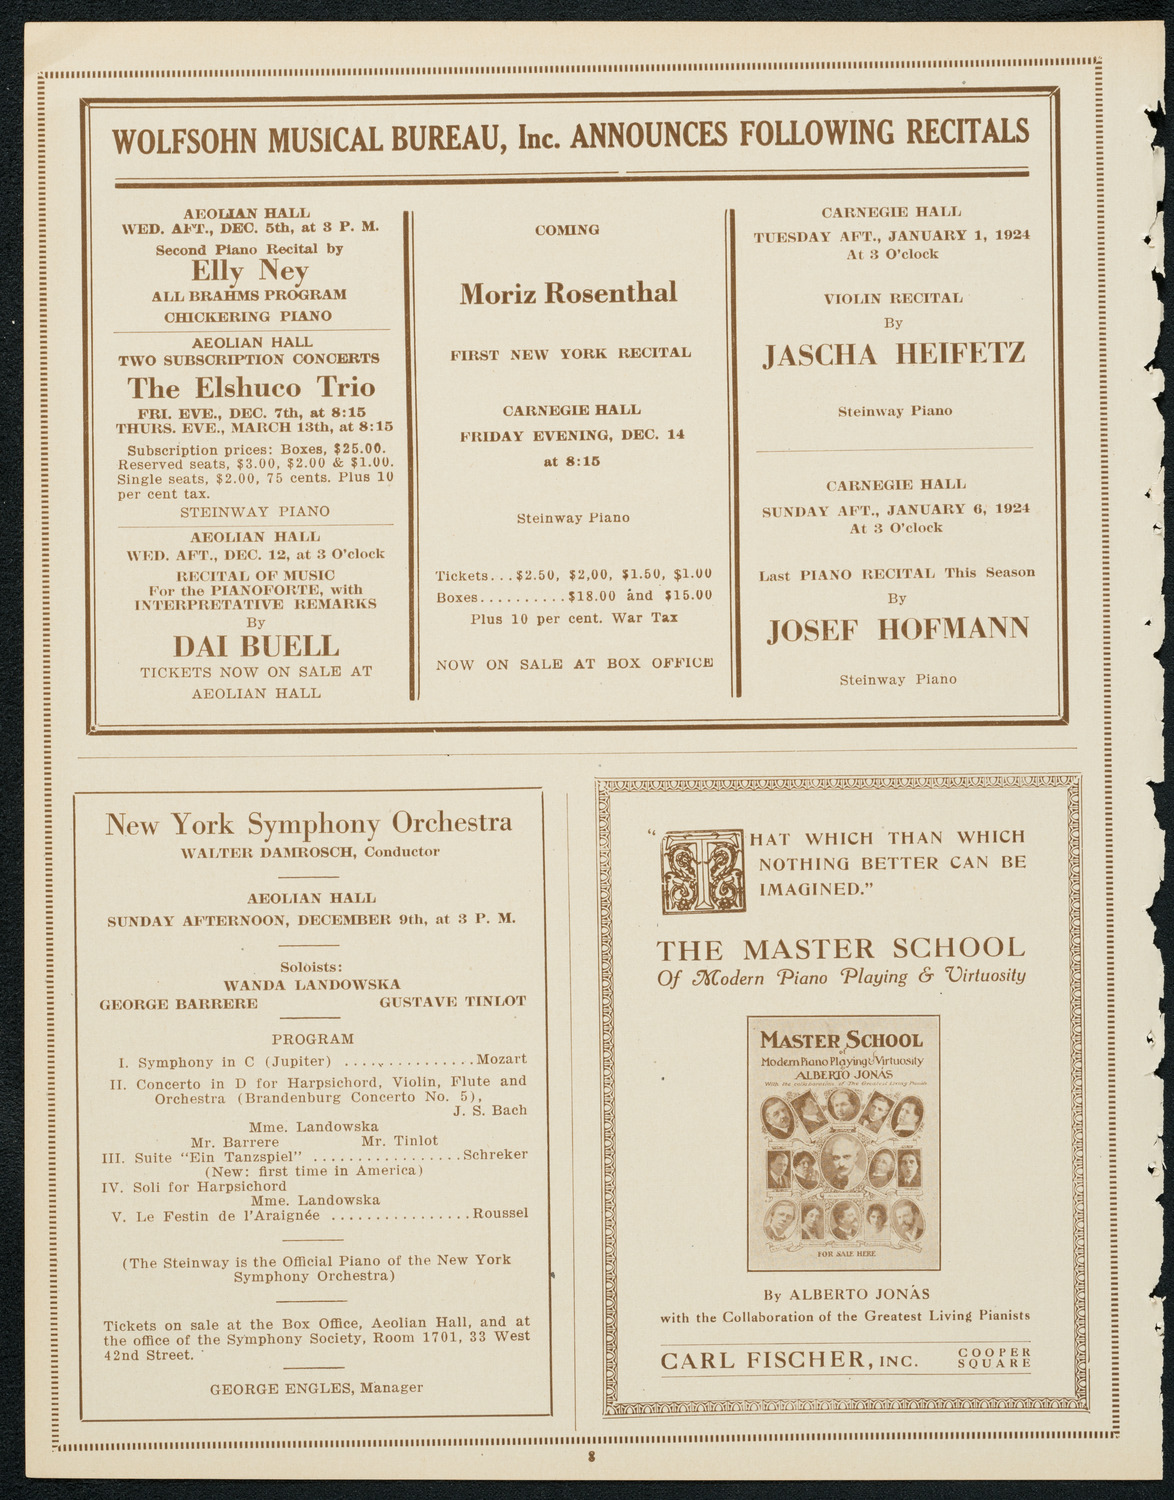 WOLFSOHN MUSICAL BUREAU, Inc. ANNOUNCES FOLLOWING RECITALS
AEOLIAN HALL
WED. AFT., DEC. 5th, at 3 P. M.
Second Piano Recital by
Elly Ney
ALL BRAHMS PROGRAM
CHICKERING PIANO
AEOLIAN HALL
TWO SUBSCRIPTION CONCERTS
The Elshuco Trio
FRI. EVE., DEC. 7th, at 8:15
THURS. EVE., MARCH 13th, at 8:15
Subscription prices: Boxes, $25.00.
Reserved seats, $3.00, $2.00 & $1.00.
Single seats, $2.00, 75 cents. Plus 10
per cent tax.
STEINWAY PIANO
AEOLIAN HALL
WED. AFT., DEC. 12, at 3 O'clock
RECITAL OF MUSIC
For the PIANOFORTE, with
INTERPRETATIVE REMARKS
By
DAI BUELL
TICKETS NOW ON SALE AT
AEOLIAN HALL
COMING
Moriz Rosenthal
FIRST NEW YORK RECITAL
CARNEGIE HALL
FRIDAY EVENING, DEC. 14
at 8:15
Steinway Piano
Tickets...$2.50, $2,00, $1.50, $1.00
Boxes..........$18.00 and $15.00
Plus 10 per cent. War Tax
NOW ON SALE AT BOX OFFICE
CARNEGIE HALL
TUESDAY AFT., JANUARY 1, 1924
At 3 O'clock
VIOLIN RECITAL
By
JASCHA HEIFETZ
Steinway Piano
CARNEGIE HALL
SUNDAY AFT., JANUARY 6, 1924
At 3 O'clock
Last PIANO RECITAL This Season
By
JOSEF HOFMANN
Steinway Piano
New York Symphony Orchestra
WALTER DAMROSCH, Conductor
AEOLIAN HALL
SUNDAY AFTERNOON, DECEMBER 9th, at 3 P. M.
Soloists:
WANDA LANDOWSKA
GEORGE BARRERE GUSTAVE TINLOT
PROGRAM
I. Symphony in C (Jupiter) ...............Mozart
II. Concerto in D for Harpsichord, Violin, Flute and
Orchestra (Brandenburg Concerto No. 5),
J. S. Bach
Mme. Landowska
Mr. Barrere Mr. Tinlot
III. Suite "Ein Tanzspiel" .................Schreker
(New: first time in America)
IV. Soli for Harpsichord
Mme. Landowska
V. Le Festin de l'Araignée ................Roussel
(The Steinway is the Official Piano of the New York
Symphony Orchestra)
Tickets on sale at the Box Office, Aeolian Hall, and at
the office of the Symphony Society, Room 1701, 33 West
42nd Street.
GEORGE ENGLES, Manager
"THAT WHICH THAN WHICH
NOTHING BETTER CAN BE
IMAGINED."
THE MASTER SCHOOL
Of Modern Piano Playing & Virtuosity
MASTER SCHOOL
of
Modern Piano Playing & Virtuosity
ALBERTO JONÁS
With the Collaboration of The Greatest Living Pianists
FOR SALE HERE
By ALBERTO JONÁS
with the Collaboration of the Greatest Living Pianists
CARL FISCHER, INC. COOPER
SQUARE
8